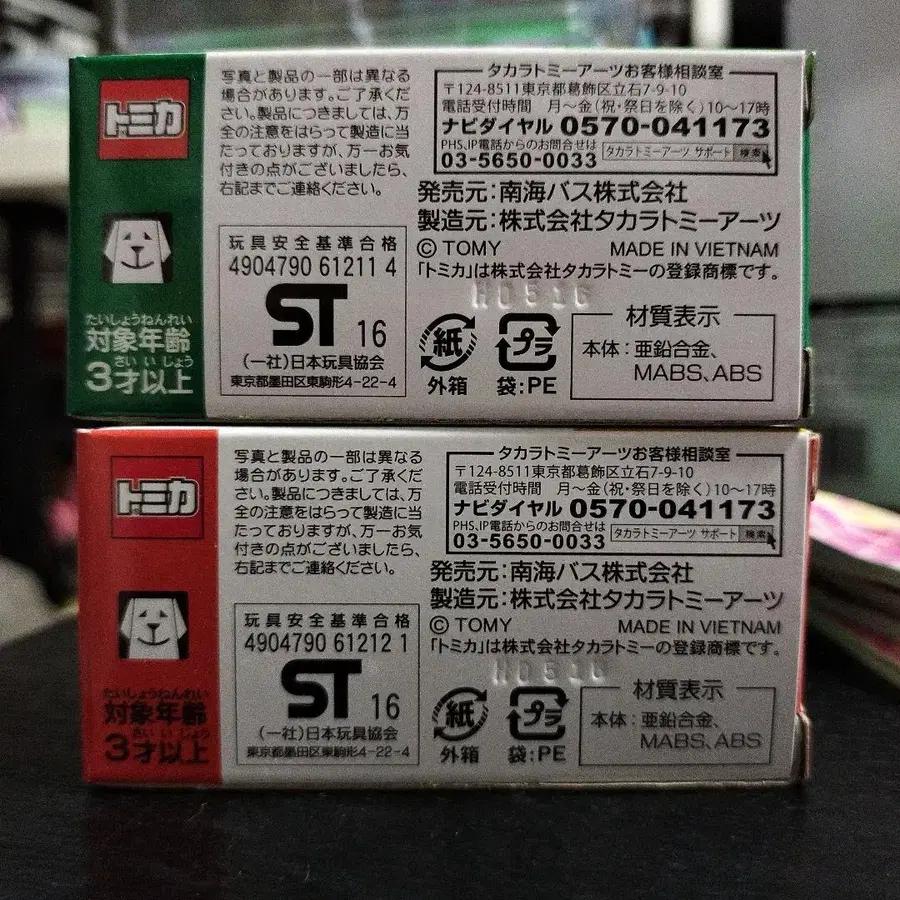 トミカ
たいしょうねんれい
対象年齢
さい い じょう
3才以上
写真と製品の一部は異なる
場合があります。ご了承くだ
さい。製品につきましては、万
全の注意をはらって製造に当
たっておりますが、万一お気
付きの点がございましたら、
右記までご連絡ください。
玩具安全基準合格
4904790 61211 4
ST 16
(一社)日本玩具協会
東京都墨田区東駒形4-22-4
タカラトミーアーツお客様相談室
〒124-8511東京都葛飾区立石7-9-10
電話受付時間 月~金(祝・祭日を除く)10~17時
ナビダイヤル 0570-041173
PHS,IP電話からのお問合せは
03-5650-0033
タカラトミーアーツ サポート 検索
発売元:南海バス株式会社
製造元:株式会社タカラトミーアーツ
© TOMY MADE IN VIETNAM
「トミカ」は株式会社タカラトミーの登録商標です。
H0516
紙
外箱
プラ
袋:PE
材質表示
本体:亜鉛合金、
MABS、ABS
トミカ
たいしょうねんれい
対象年齢
さい い じょう
3才以上
写真と製品の一部は異なる
場合があります。ご了承くだ
さい。製品につきましては、万
全の注意をはらって製造に当
たっておりますが、万一お気
付きの点がございましたら、
右記までご連絡ください。
玩具安全基準合格
4904790 61212 1
ST 16
(一社)日本玩具協会
東京都墨田区東駒形4-22-4
タカラトミーアーツお客様相談室
〒124-8511東京都葛飾区立石7-9-10
電話受付時間 月~金(祝・祭日を除く)10~17時
ナビダイヤル 0570-041173
PHS,IP電話からのお問合せは
03-5650-0033
タカラトミーアーツ サポート 検索
発売元:南海バス株式会社
製造元:株式会社タカラトミーアーツ
© TOMY MADE IN VIETNAM
「トミカ」は株式会社タカラトミーの登録商標です。
H0516
紙
外箱
プラ
袋:PE
材質表示
本体:亜鉛合金、
MABS、ABS